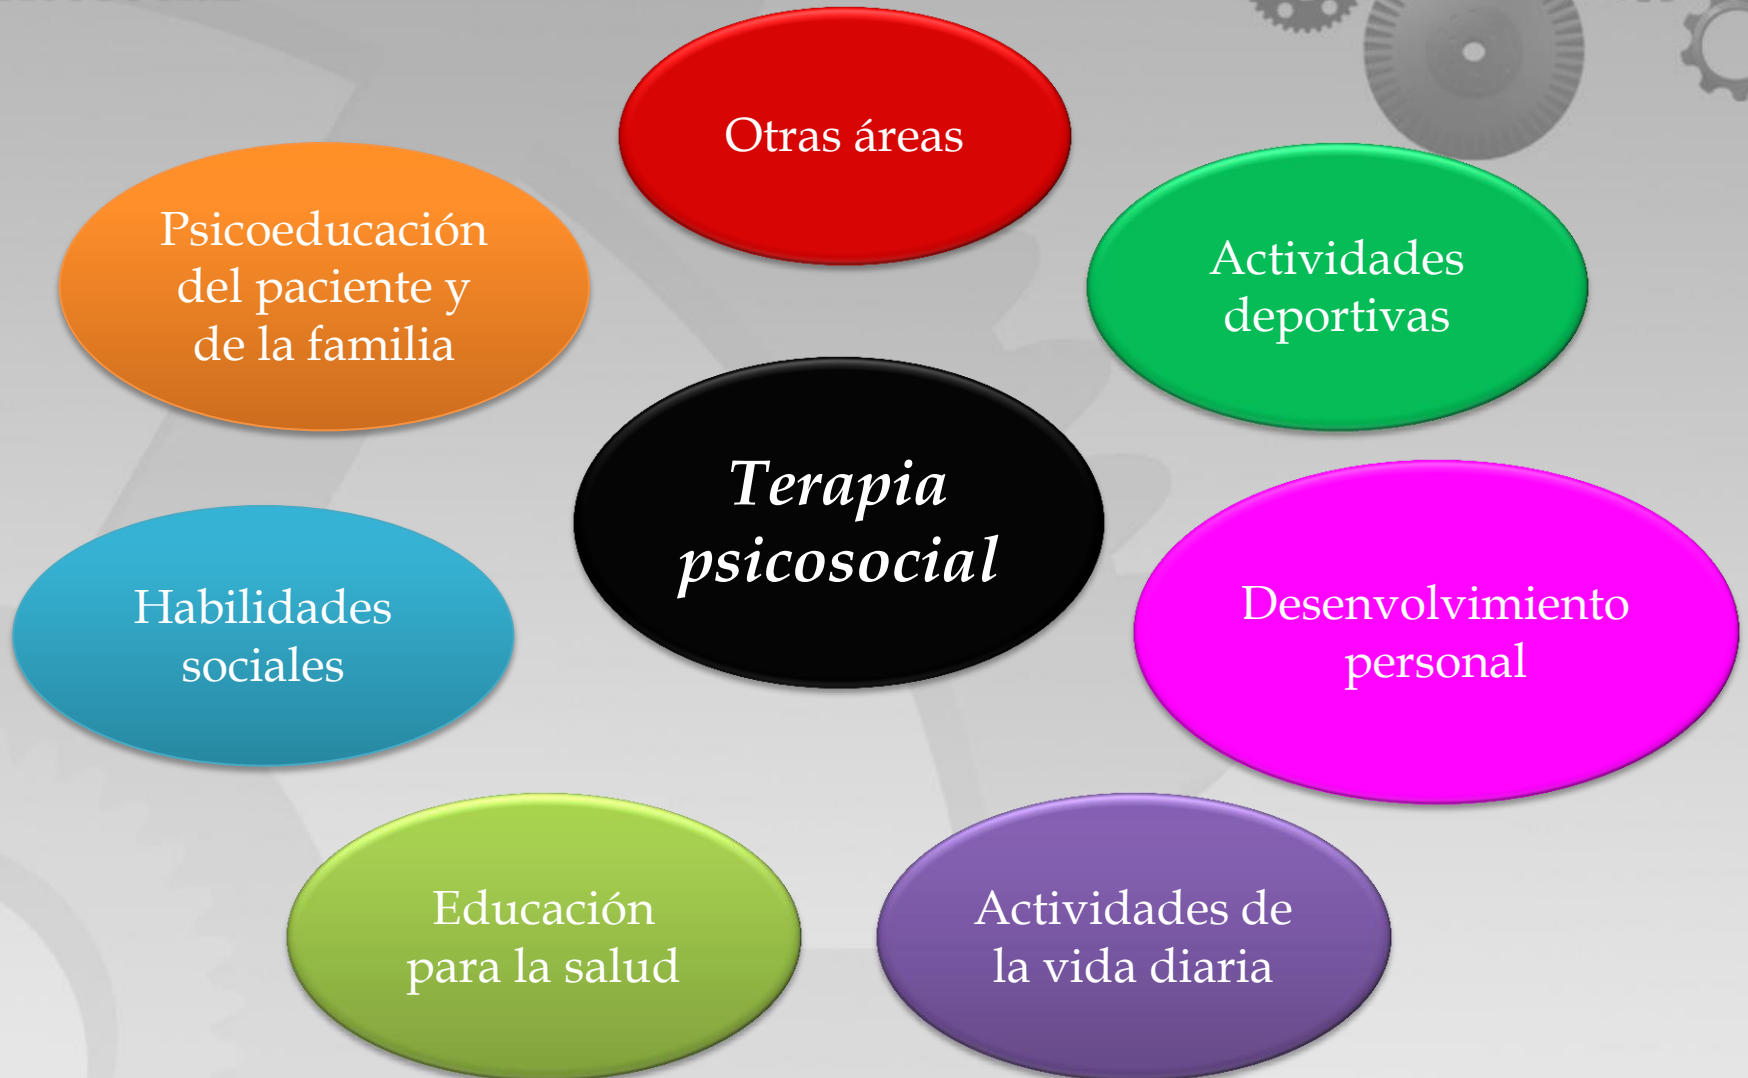 Otras áreas
Psicoeducación
del paciente y
de la familia
Actividades
deportivas
Terapia
psicosocial
Habilidades
sociales
Desenvolvimiento
personal
Educación
para la salud
Actividades de
la vida diaria